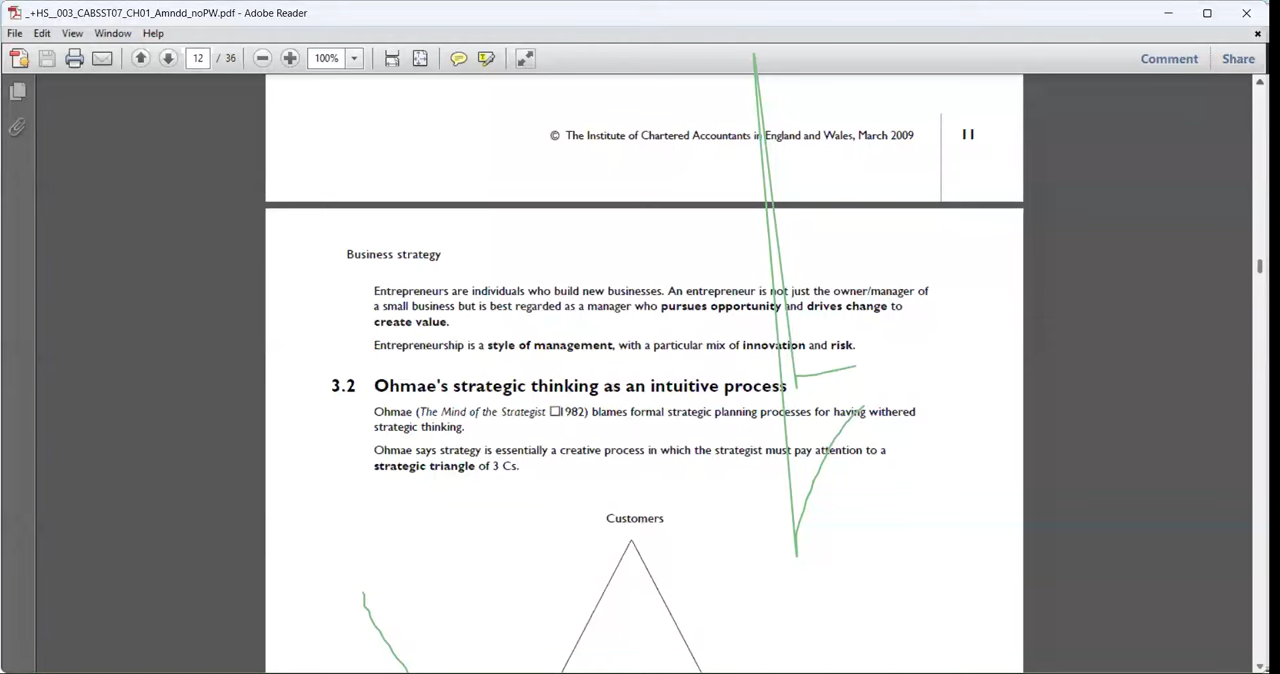 _+HS__003_CABSST07_CH01_Amndd_noPW.pdf - Adobe Reader
File Edit View Window Help
12 / 36 100% Comment Share
© The Institute of Chartered Accountants in England and Wales, March 2009 11
Business strategy
Entrepreneurs are individuals who build new businesses. An entrepreneur is not just the owner/manager of
a small business but is best regarded as a manager who pursues opportunity and drives change to
create value.
Entrepreneurship is a style of management, with a particular mix of innovation and risk.
3.2 Ohmae's strategic thinking as an intuitive process
Ohmae (The Mind of the Strategist ☐1982) blames formal strategic planning processes for having withered
strategic thinking.
Ohmae says strategy is essentially a creative process in which the strategist must pay attention to a
strategic triangle of 3 Cs.
Customers